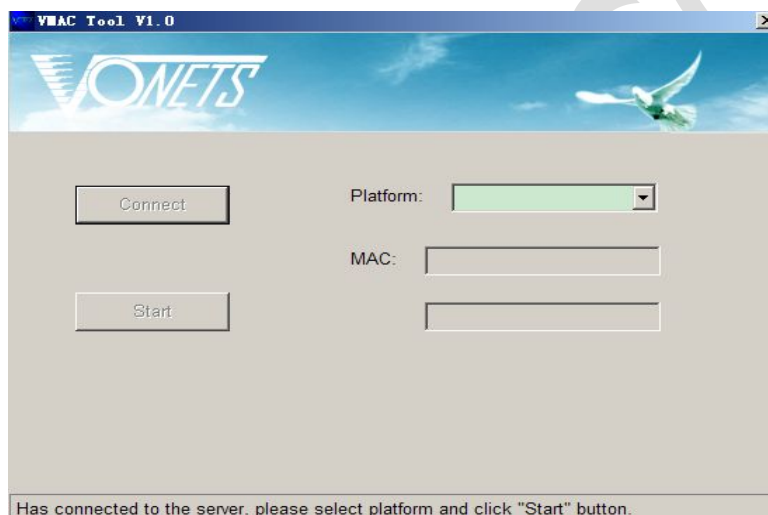 VMAC Tool V1.0
VONETS
Connect
Platform:
MAC:
Start
Has connected to the server, please select platform and click "Start" button.